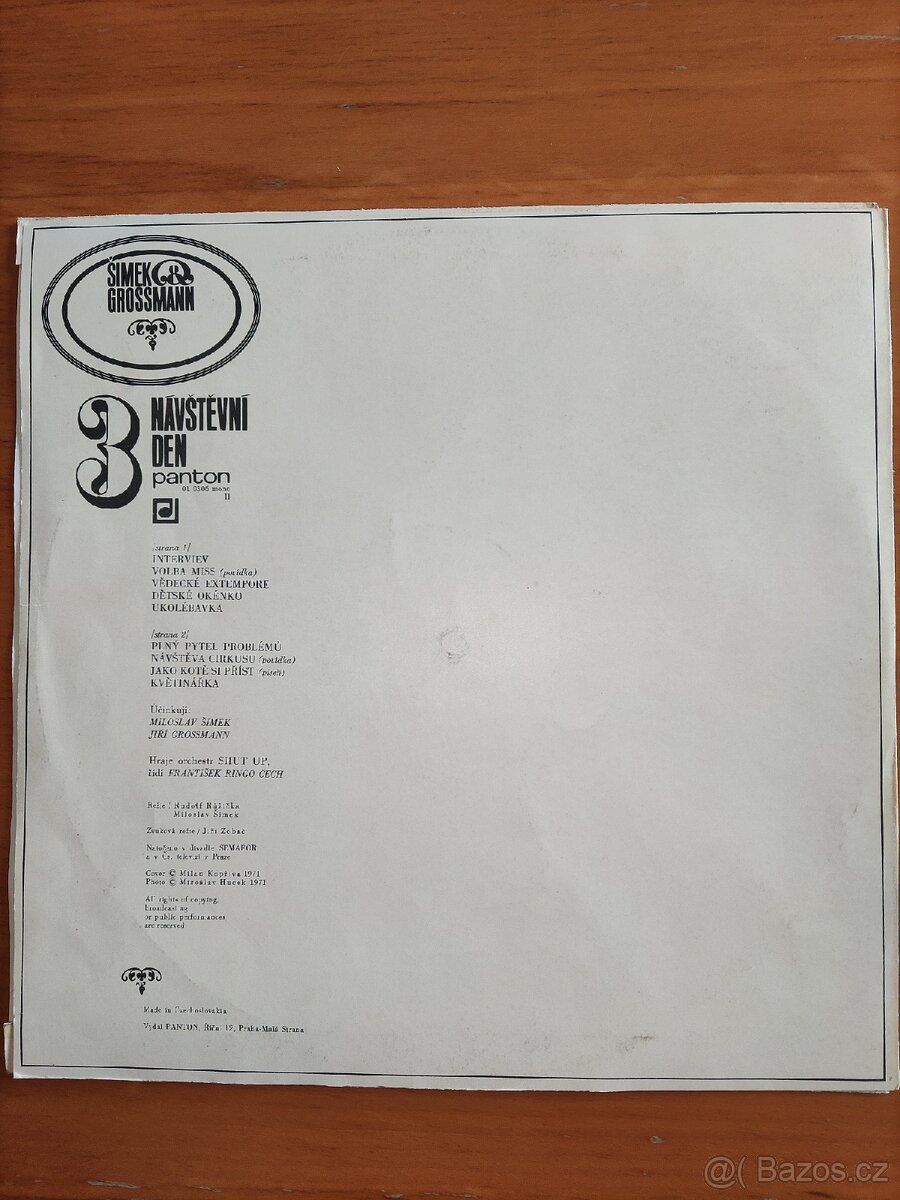 ŠIMEK &
GROSSMANN
3 NÁVŠTĚVNÍ
DEN
panton
01 0306 mono
II
/strana 1/
INTERVIEV
VOLBA MISS (povídka)
VĚDECKÉ EXTEMPORE
DĚTSKÉ OKÉNKO
UKOLÉBAVKA
/strana 2/
PLNÝ PYTEL PROBLÉMŮ
NÁVŠTĚVA CIRKUSU (povídka)
JAKO KOTĚ SI PŘÍST (píseň)
KVĚTINÁŘKA
Účinkují:
MILOSLAV ŠIMEK
JIŘÍ GROSSMANN
Hraje orchestr SHUT UP,
řídí FRANTIŠEK RINGO ČECH
Režie / Rudolf Růžička
Miloslav Šimek
Zvuková režie / Jiří Zobač
Natočeno v divadle SEMAFOR
a v Čs. televizi v Praze
Cover © Milan Kopřiva 1971
Photo © Miroslav Hucek 1971
All rights of copying,
broadcasting
or public performances
are reserved
Made in Czechoslovakia
Vydal PANTON, Říční 12, Praha-Malá Strana
@( Bazos.cz